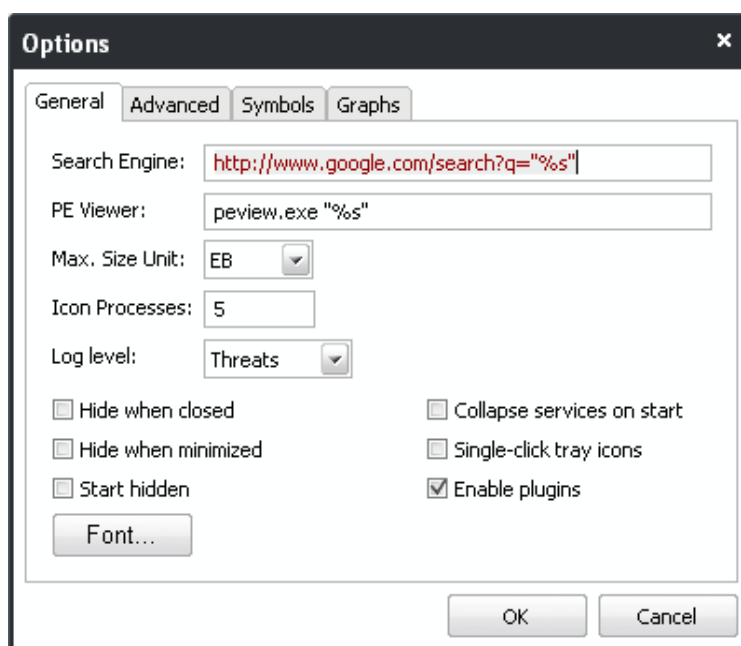 Options
General Advanced Symbols Graphs
Search Engine: http://www.google.com/search?q="%s"
PE Viewer: peview.exe "%s"
Max. Size Unit: EB
Icon Processes: 5
Log level: Threats
Hide when closed Collapse services on start
Hide when minimized Single-click tray icons
Start hidden Enable plugins
Font...
OK Cancel